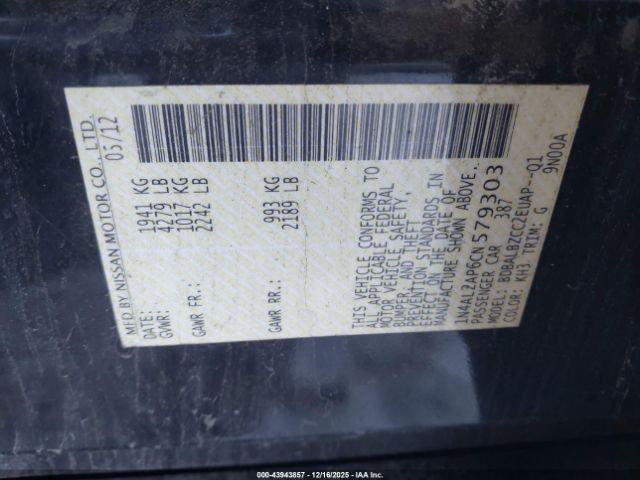 MFD BY NISSAN MOTOR CO., LTD.
DATE: 05/12
GVWR: 1941 KG
4279 LB
GAWR FR.: 1017 KG
2242 LB
GAWR RR.: 993 KG
2189 LB
THIS VEHICLE CONFORMS TO
ALL APPLICABLE FEDERAL
MOTOR VEHICLE SAFETY,
BUMPER, AND THEFT
PREVENTION STANDARDS IN
EFFECT ON THE DATE OF
MANUFACTURE SHOWN ABOVE.
1N4AL2AP6CN579303
PASSENGER CAR 387
MODEL: BDBALBZCC2EUAP--01
COLOR: KH3 TRIM: G 9N00A
00-43943857 - 12/16/2025 - IAA Inc.